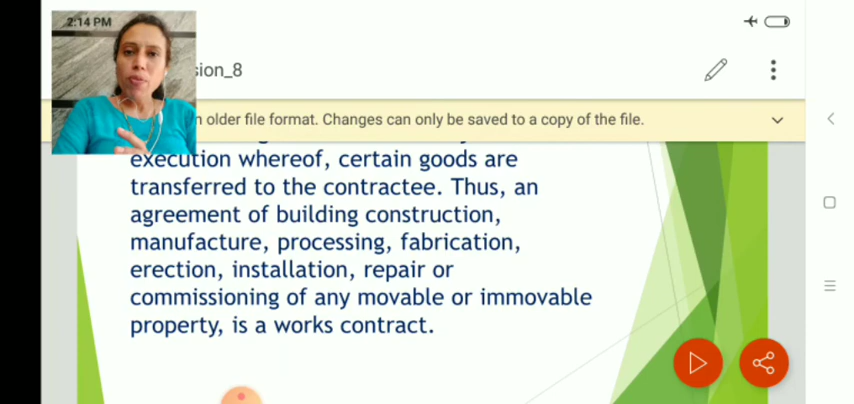 2:14 PM
sion_8
n older file format. Changes can only be saved to a copy of the file.
execution whereof, certain goods are
transferred to the contractee. Thus, an
agreement of building construction,
manufacture, processing, fabrication,
erection, installation, repair or
commissioning of any movable or immovable
property, is a works contract.